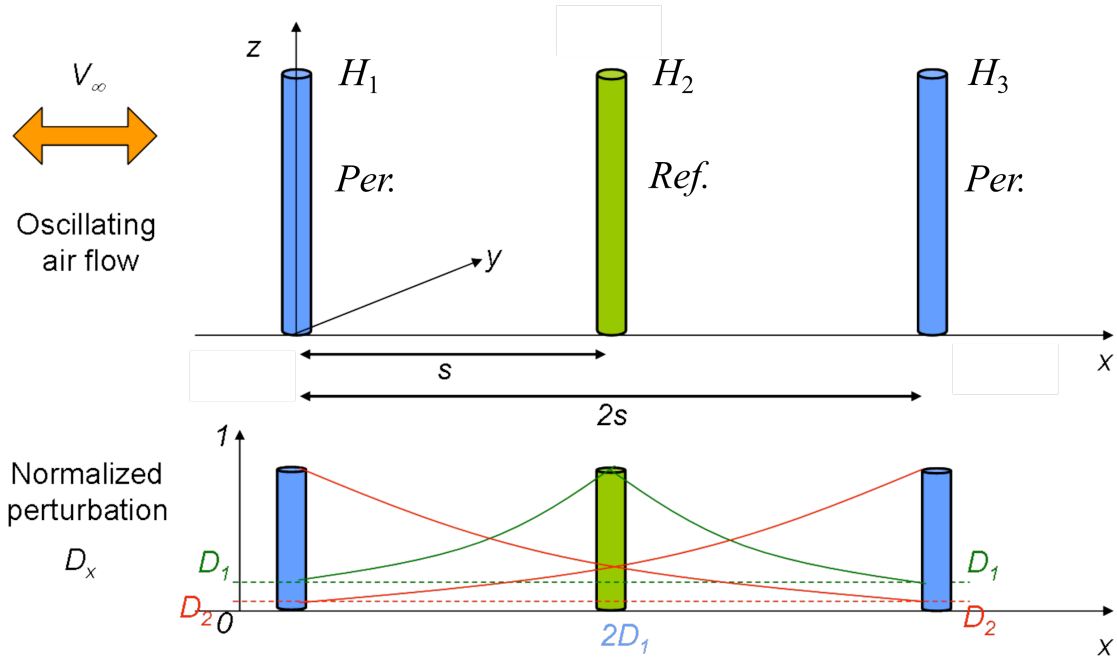 z
H₁
H₂
H₃
V∞
Per.
Ref.
Per.
Oscillating
air flow
y
s
x
2s
1
Normalized
perturbation
Dₓ
D₁
D₁
D₂
0
2D₁
D₂
x